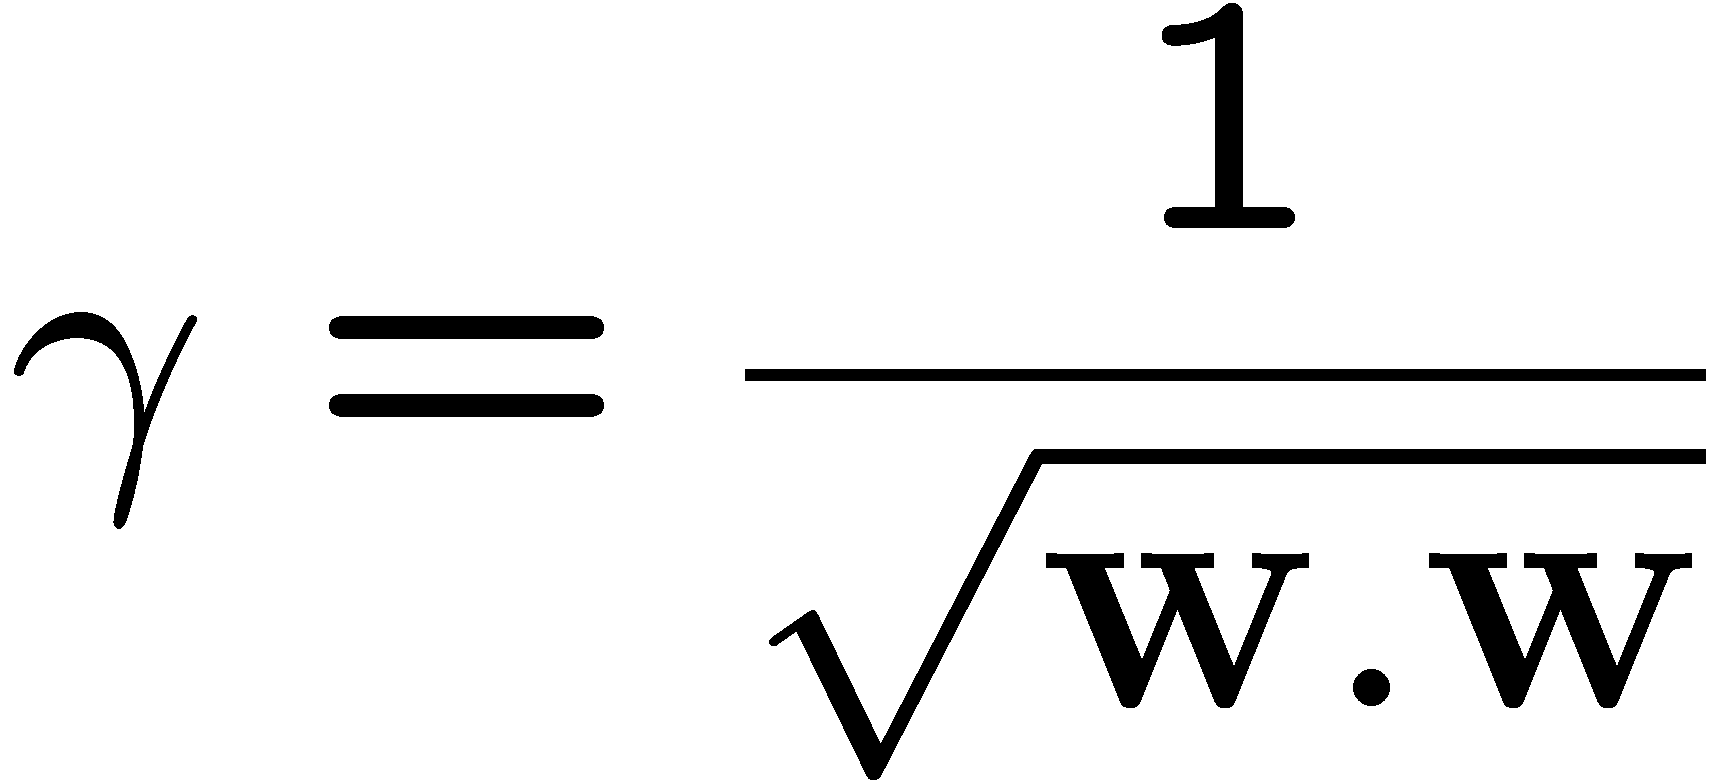 γ = 1 / √(w.w)